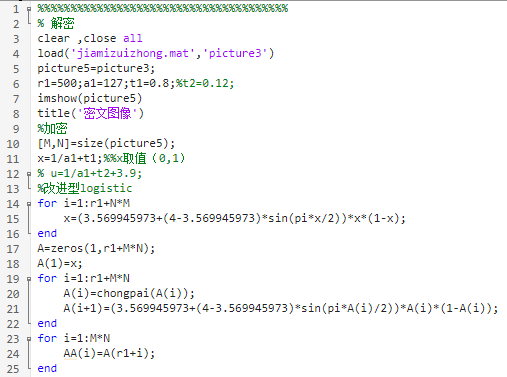 1 %%%%%%%%%%%%%%%%%%%%%%%%%%%%%%%%%%%%%%%
2 % 解密
3 clear ,close all
4 load('jiamizuizhong.mat','picture3')
5 picture5=picture3;
6 r1=500;a1=127;t1=0.8;%t2=0.12;
7 imshow(picture5)
8 title('密文图像')
9 %加密
10 [M,N]=size(picture5);
11 x=1/a1+t1;%%x取值（0,1）
12 % u=1/a1+t2+3.9;
13 %改进型logistic
14 for i=1:r1+N*M
15 x=(3.569945973+(4-3.569945973)*sin(pi*x/2))*x*(1-x);
16 end
17 A=zeros(1,r1+M*N);
18 A(1)=x;
19 for i=1:r1+M*N
20 A(i)=chongpai(A(i));
21 A(i+1)=(3.569945973+(4-3.569945973)*sin(pi*A(i)/2))*A(i)*(1-A(i));
22 end
23 for i=1:M*N
24 AA(i)=A(r1+i);
25 end